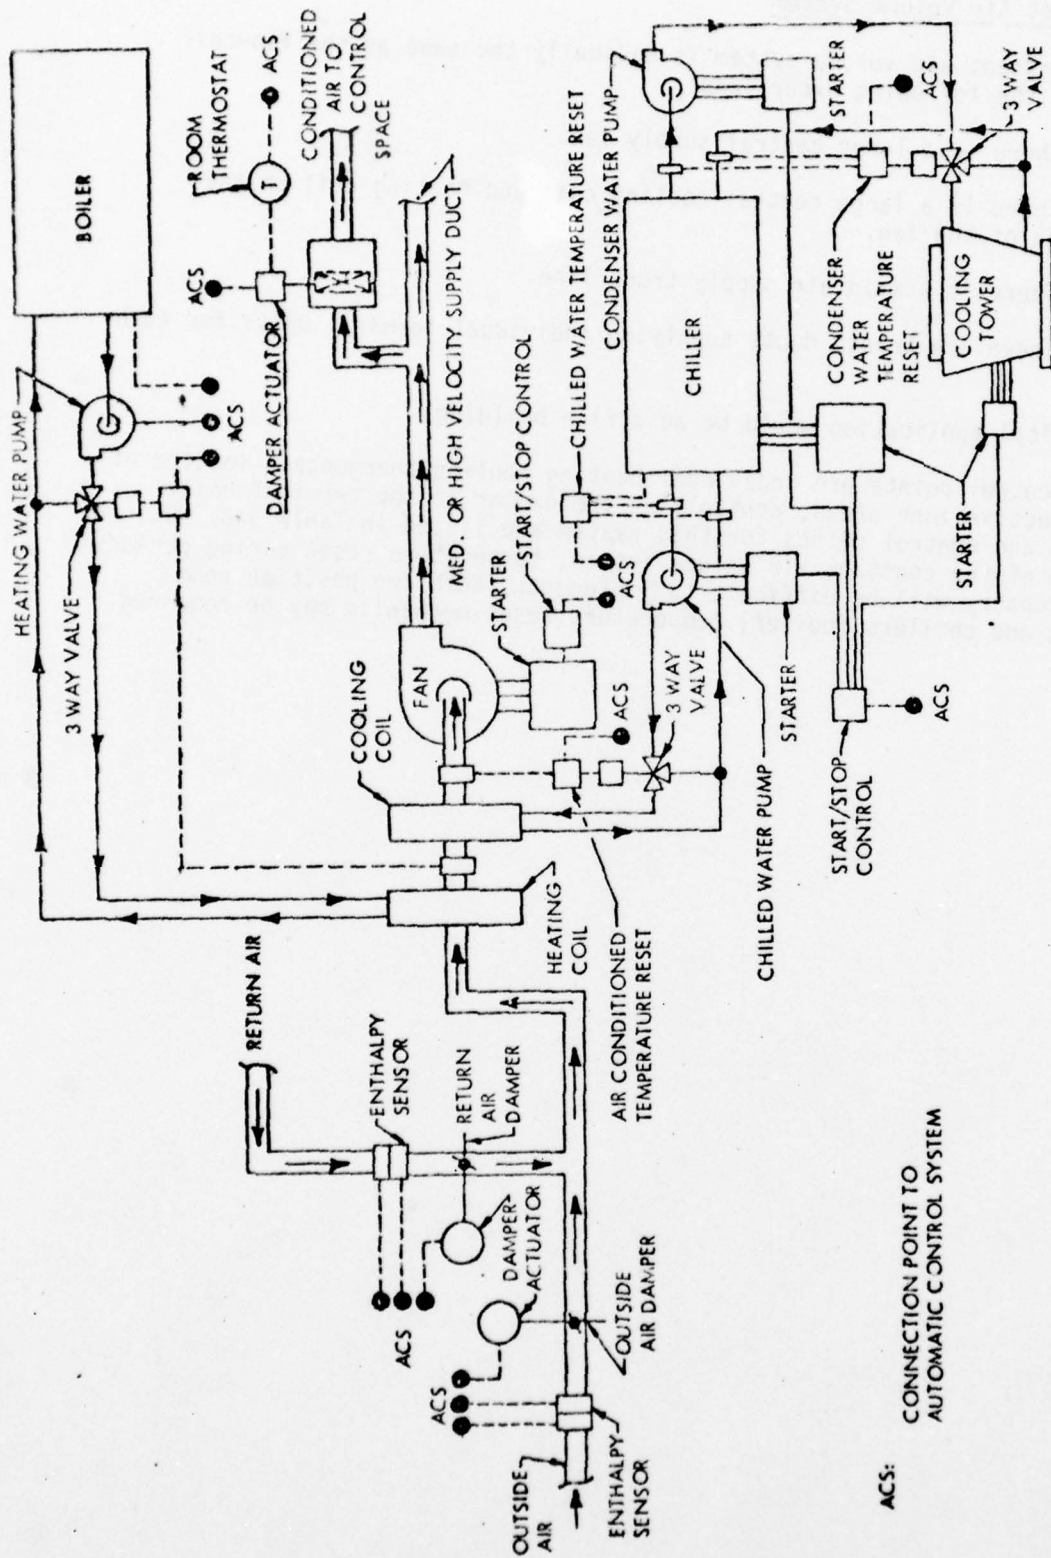 HEATING WATER PUMP
BOILER
3 WAY VALVE
ACS
ACS
DAMPER ACTUATOR
ROOM
THERMOSTAT
T
ACS
CONDITIONED
AIR TO
CONTROL
SPACE
MED. OR HIGH VELOCITY SUPPLY DUCT
RETURN AIR
ENTHALPY
SENSOR
RETURN
AIR
DAMPER
DAMPER
ACTUATOR
ACS
ACS
OUTSIDE
AIR
ENTHALPY
SENSOR
OUTSIDE
AIR DAMPER
HEATING
COIL
COOLING
COIL
FAN
STARTER
START/STOP CONTROL
ACS
AIR CONDITIONED
TEMPERATURE RESET
ACS
3 WAY
VALVE
CHILLED WATER PUMP
STARTER
CHILLED WATER TEMPERATURE RESET
ACS
CHILLER
CONDENSER WATER PUMP
STARTER
CONDENSER
WATER
TEMPERATURE
RESET
ACS
3 WAY
VALVE
COOLING
TOWER
STARTER
START/STOP
CONTROL
ACS
ACS:
CONNECTION POINT TO
AUTOMATIC CONTROL SYSTEM